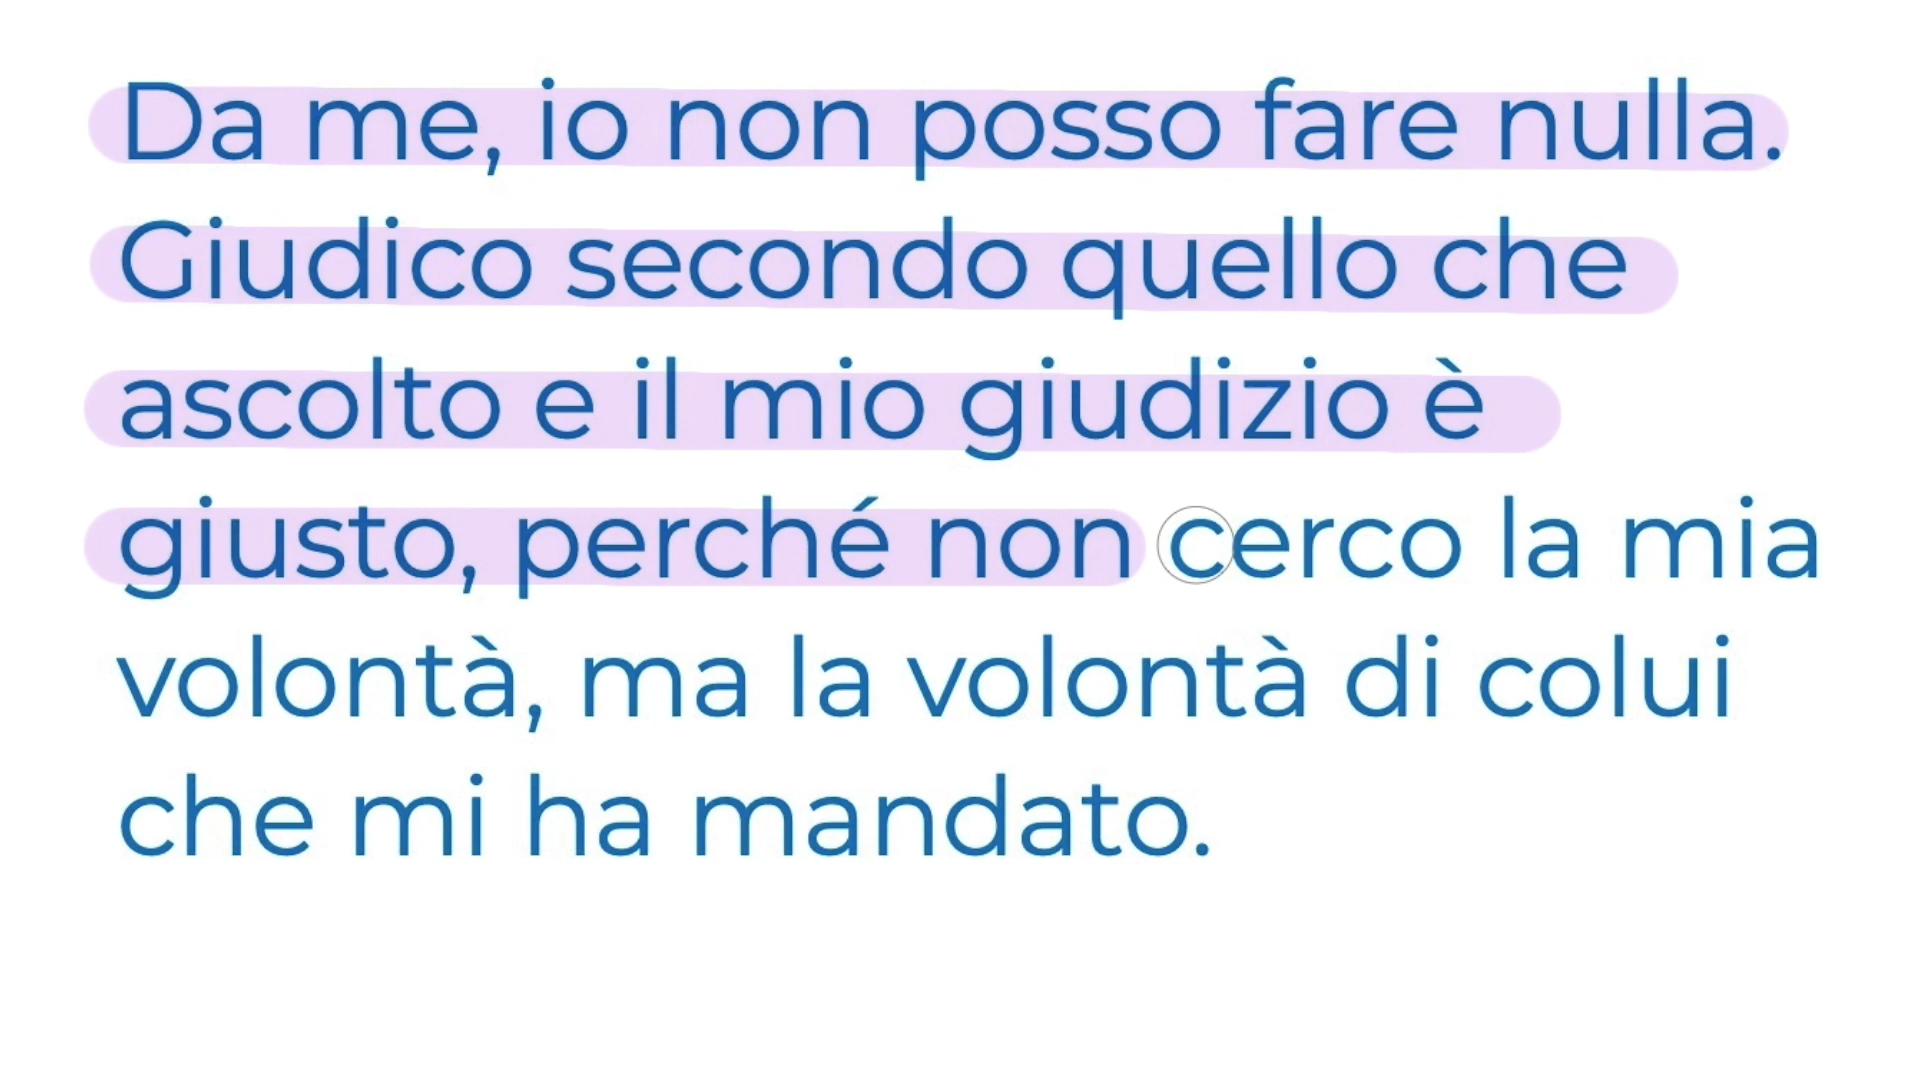 Da me, io non posso fare nulla.
Giudico secondo quello che
ascolto e il mio giudizio è
giusto, perché non cerco la mia
volontà, ma la volontà di colui
che mi ha mandato.